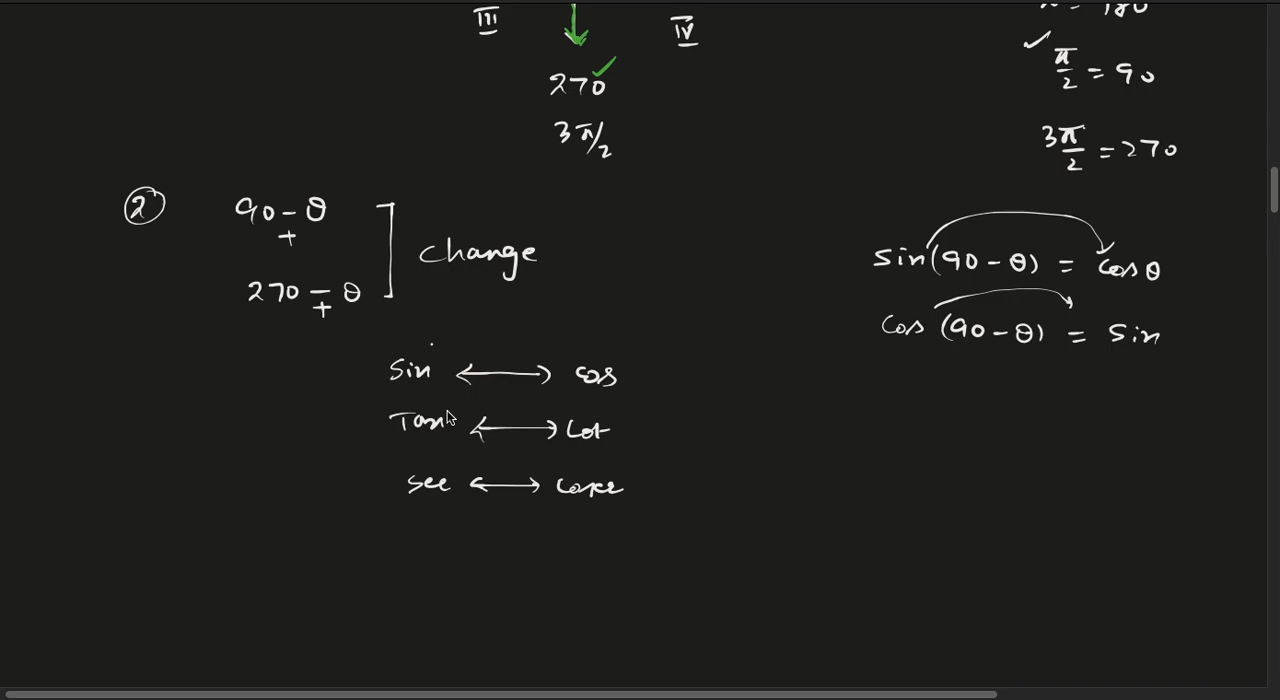 III
IV
= 180
π/2 = 90
270
3π/2
3π/2 = 270
② 90 - θ
+
270 - θ
+
Change
sin(90 - θ) = cos θ
cos (90 - θ) = sin
sin ⟷ cos
Tan ⟷ Cot
sec ⟷ cosec